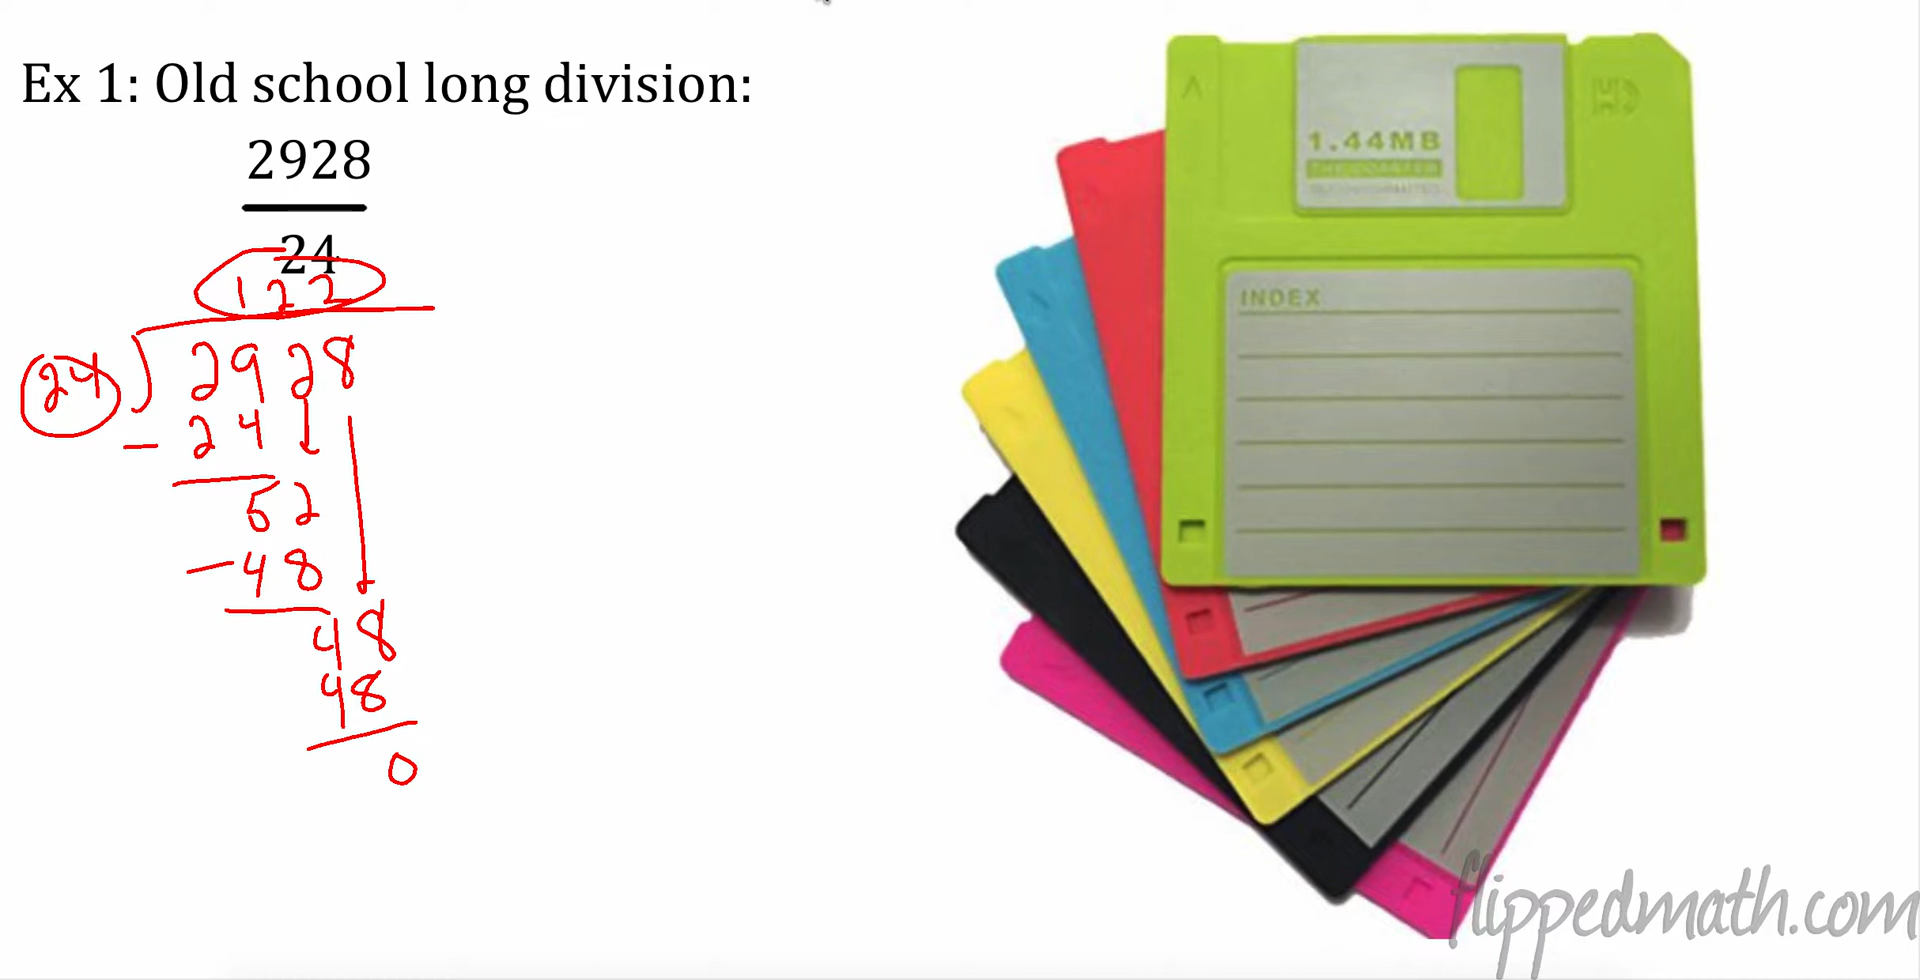 Ex 1: Old school long division:
2928
24
122
24 ) 2928
- 24
52
- 48
48
48
0
1.44MB
INDEX
flippedmath.com